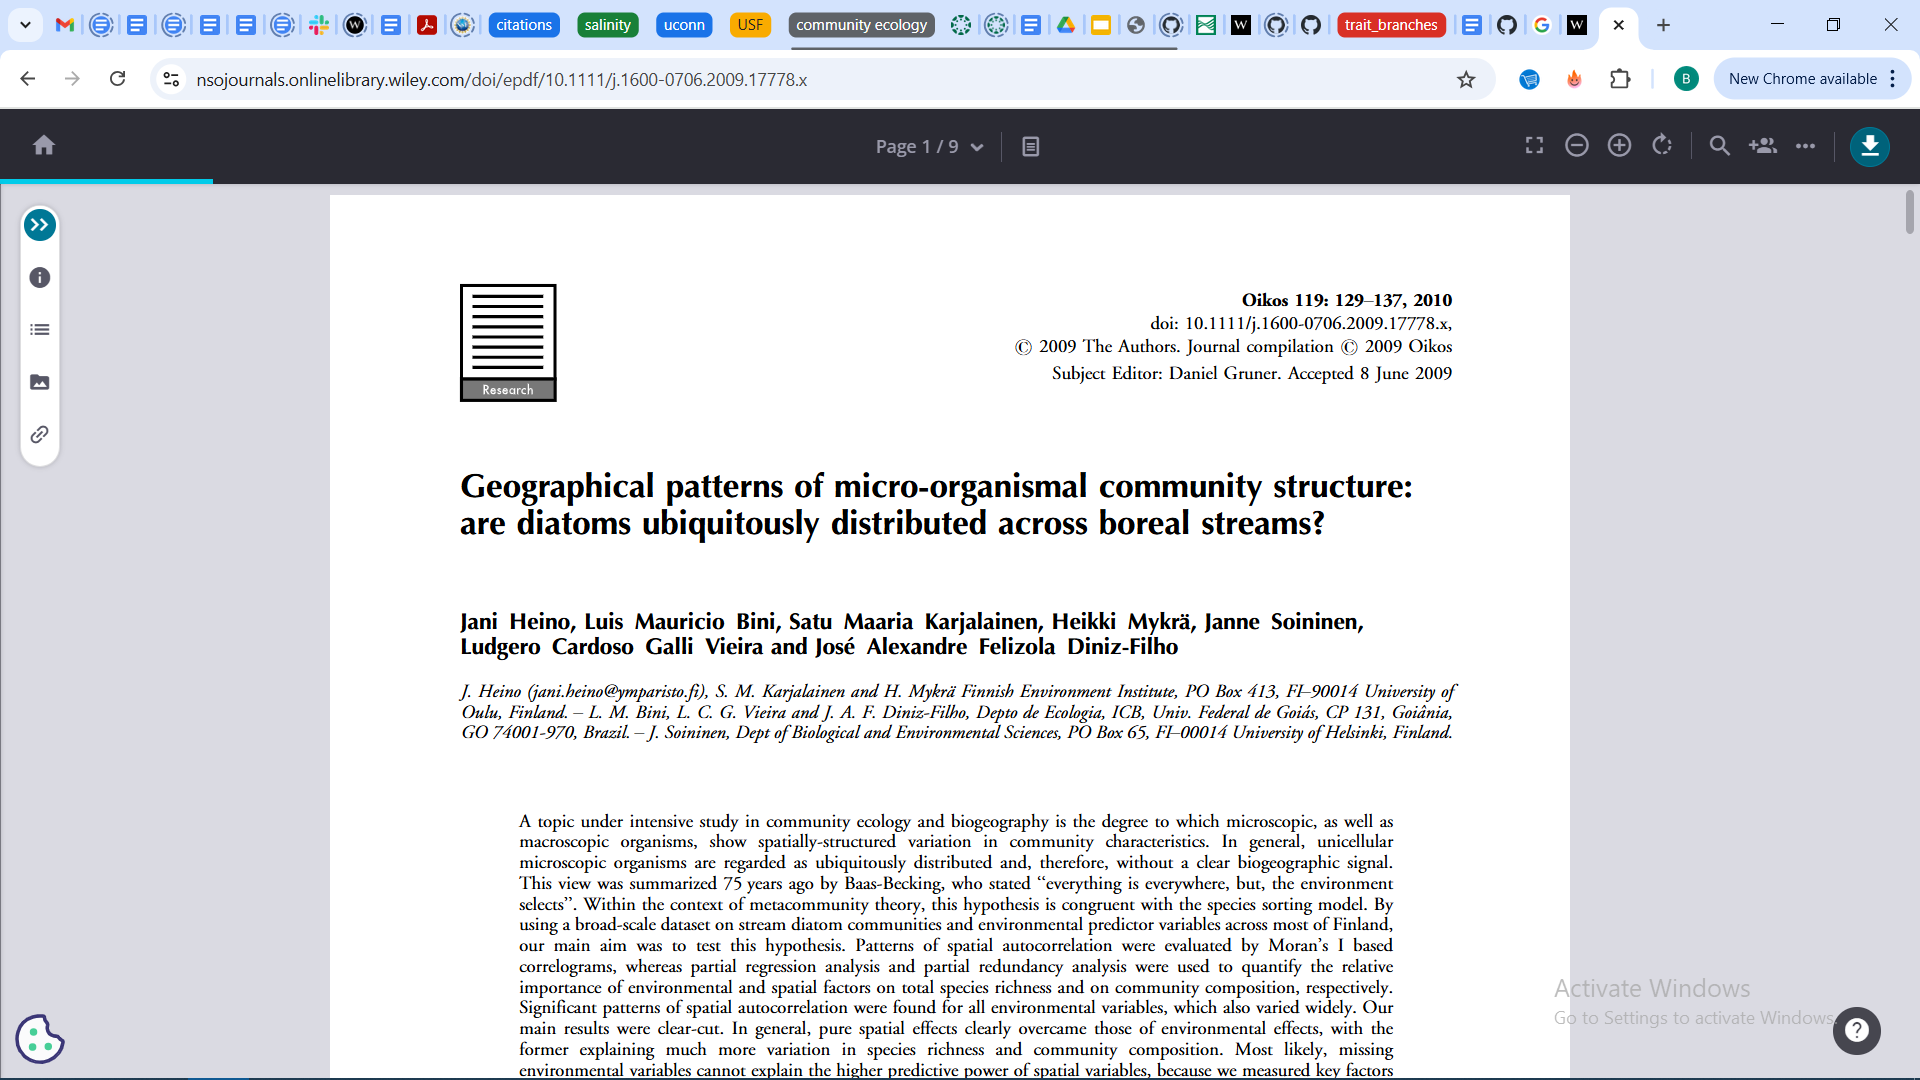 citations
salinity
uconn
USF
community ecology
trait_branches
nsojournals.onlinelibrary.wiley.com/doi/epdf/10.1111/j.1600-0706.2009.17778.x
B
New Chrome available
Page 1 / 9
Research
Oikos 119: 129–137, 2010
doi: 10.1111/j.1600-0706.2009.17778.x,
© 2009 The Authors. Journal compilation © 2009 Oikos
Subject Editor: Daniel Gruner. Accepted 8 June 2009
Geographical patterns of micro-organismal community structure:
are diatoms ubiquitously distributed across boreal streams?
Jani Heino, Luis Mauricio Bini, Satu Maaria Karjalainen, Heikki Mykrä, Janne Soininen,
Ludgero Cardoso Galli Vieira and José Alexandre Felizola Diniz-Filho
J. Heino (jani.heino@ymparisto.fi), S. M. Karjalainen and H. Mykrä Finnish Environment Institute, PO Box 413, FI–90014 University of
Oulu, Finland. – L. M. Bini, L. C. G. Vieira and J. A. F. Diniz-Filho, Depto de Ecologia, ICB, Univ. Federal de Goiás, CP 131, Goiânia,
GO 74001-970, Brazil. – J. Soininen, Dept of Biological and Environmental Sciences, PO Box 65, FI–00014 University of Helsinki, Finland.
A topic under intensive study in community ecology and biogeography is the degree to which microscopic, as well as
macroscopic organisms, show spatially-structured variation in community characteristics. In general, unicellular
microscopic organisms are regarded as ubiquitously distributed and, therefore, without a clear biogeographic signal.
This view was summarized 75 years ago by Baas-Becking, who stated ‘‘everything is everywhere, but, the environment
selects’’. Within the context of metacommunity theory, this hypothesis is congruent with the species sorting model. By
using a broad-scale dataset on stream diatom communities and environmental predictor variables across most of Finland,
our main aim was to test this hypothesis. Patterns of spatial autocorrelation were evaluated by Moran’s I based
correlograms, whereas partial regression analysis and partial redundancy analysis were used to quantify the relative
importance of environmental and spatial factors on total species richness and on community composition, respectively.
Significant patterns of spatial autocorrelation were found for all environmental variables, which also varied widely. Our
main results were clear-cut. In general, pure spatial effects clearly overcame those of environmental effects, with the
former explaining much more variation in species richness and community composition. Most likely, missing
environmental variables cannot explain the higher predictive power of spatial variables, because we measured key factors
Activate Windows
Go to Settings to activate Windows.